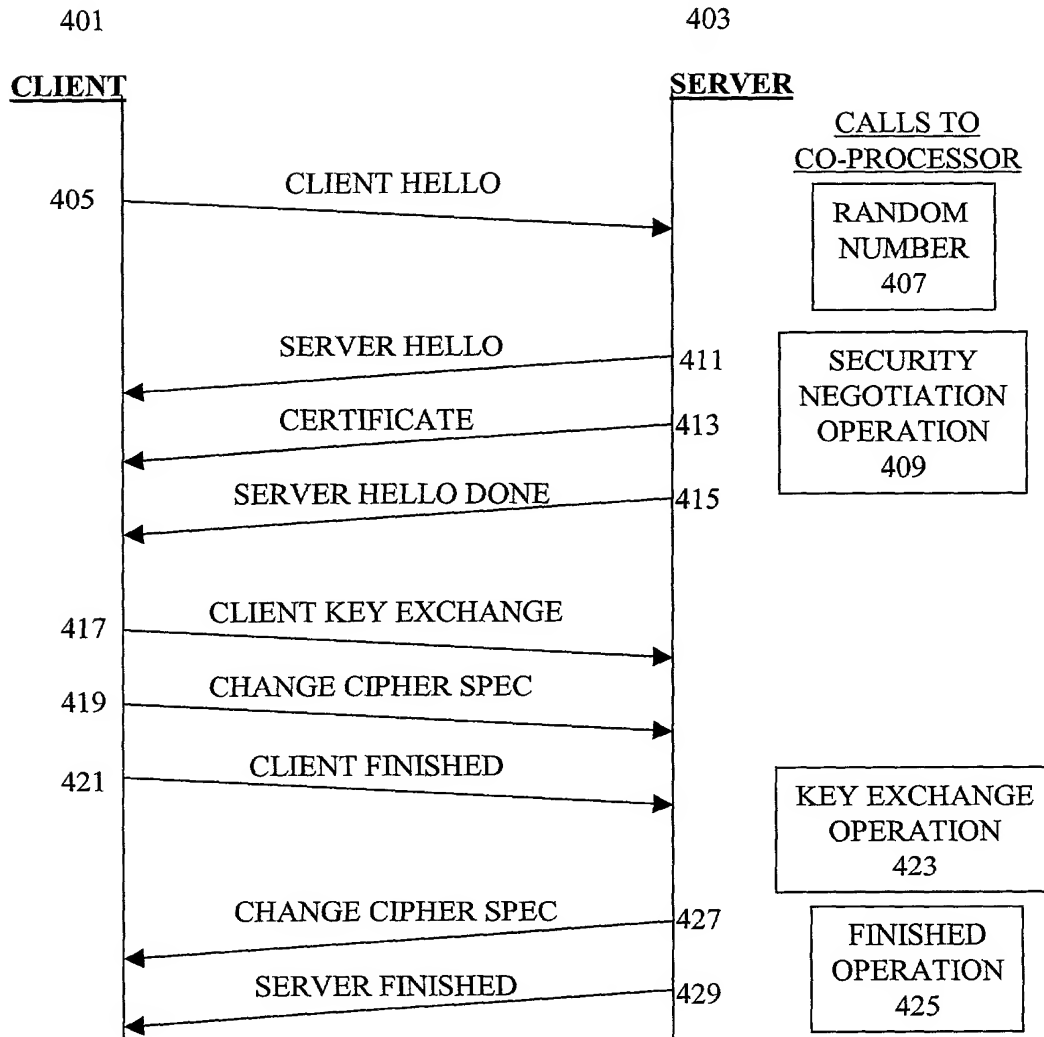 401
403
CLIENT
SERVER
CALLS TO
CO-PROCESSOR
405
CLIENT HELLO
RANDOM
NUMBER
407
SERVER HELLO
411
SECURITY
NEGOTIATION
OPERATION
409
CERTIFICATE
413
SERVER HELLO DONE
415
417
CLIENT KEY EXCHANGE
419
CHANGE CIPHER SPEC
421
CLIENT FINISHED
KEY EXCHANGE
OPERATION
423
CHANGE CIPHER SPEC
427
FINISHED
OPERATION
425
SERVER FINISHED
429